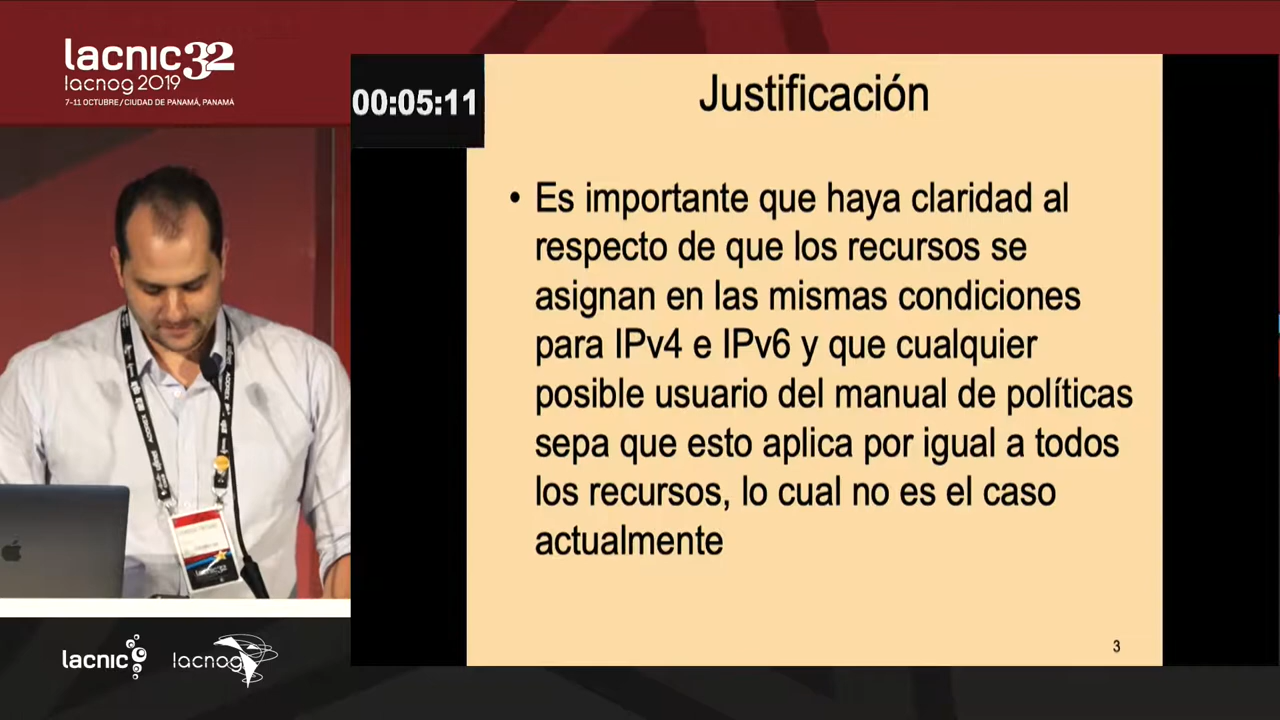 lacnic32
lacnog 2019
7-11 OCTUBRE / CIUDAD DE PANAMÁ, PANAMÁ
00:05:11
Justificación
• Es importante que haya claridad al
respecto de que los recursos se
asignan en las mismas condiciones
para IPv4 e IPv6 y que cualquier
posible usuario del manual de políticas
sepa que esto aplica por igual a todos
los recursos, lo cual no es el caso
actualmente
3
lacnic32
lacnic
lacnog